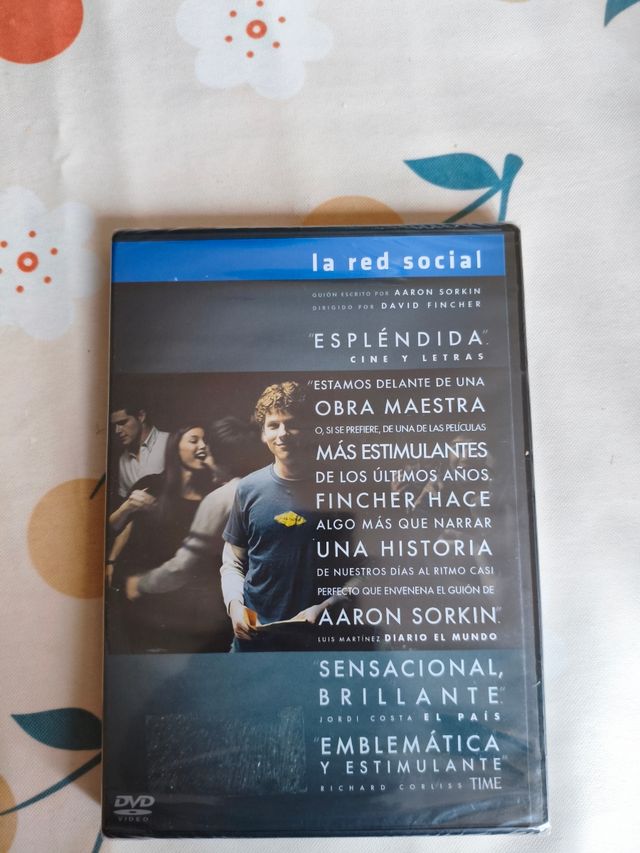 la red social
GUIÓN ESCRITO POR AARON SORKIN
DIRIGIDO POR DAVID FINCHER
"ESPLÉNDIDA".
CINE Y LETRAS
"ESTAMOS DELANTE DE UNA
OBRA MAESTRA
O, SI SE PREFIERE, DE UNA DE LAS PELÍCULAS
MÁS ESTIMULANTES
DE LOS ÚLTIMOS AÑOS.
FINCHER HACE
ALGO MÁS QUE NARRAR
UNA HISTORIA
DE NUESTROS DÍAS AL RITMO CASI
PERFECTO QUE ENVENENA EL GUIÓN DE
AARON SORKIN".
LUIS MARTÍNEZ DIARIO EL MUNDO
"SENSACIONAL,
BRILLANTE".
JORDI COSTA EL PAÍS
"EMBLEMÁTICA
Y ESTIMULANTE"
RICHARD CORLISS TIME
DVD
VIDEO